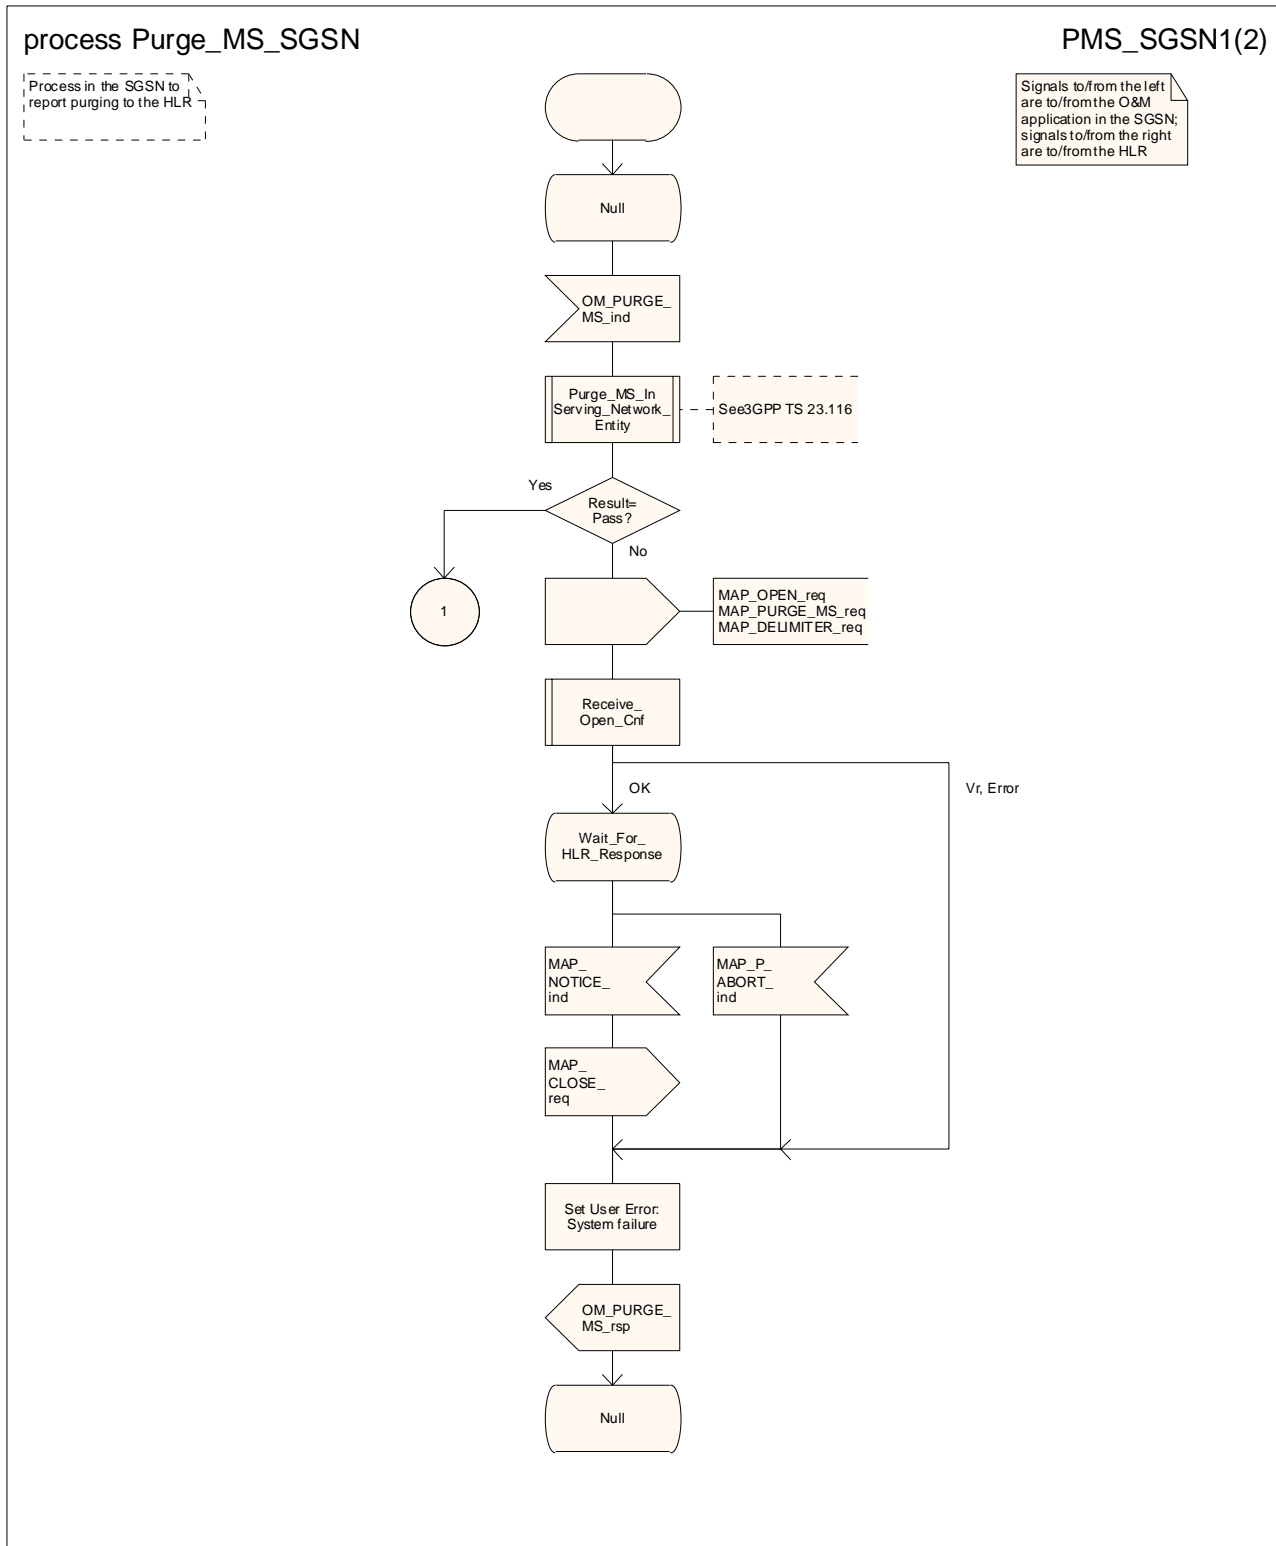 process Purge_MS_SGSN
PMS_SGSN1(2)
Process in the SGSN to
report purging to the HLR
Signals to/from the left
are to/from the O&M
application in the SGSN;
signals to/from the right
are to/from the HLR
Null
OM_PURGE_
MS_ind
Purge_MS_In
Serving_Network_
Entity
See3GPP TS 23.116
Yes
Result=
Pass?
No
1
MAP_OPEN_req
MAP_PURGE_MS_req
MAP_DELIMITER_req
Receive_
Open_Cnf
OK
Vr, Error
Wait_For_
HLR_Response
MAP_
NOTICE_
ind
MAP_P_
ABORT_
ind
MAP_
CLOSE_
req
Set User Error:
System failure
OM_PURGE_
MS_rsp
Null